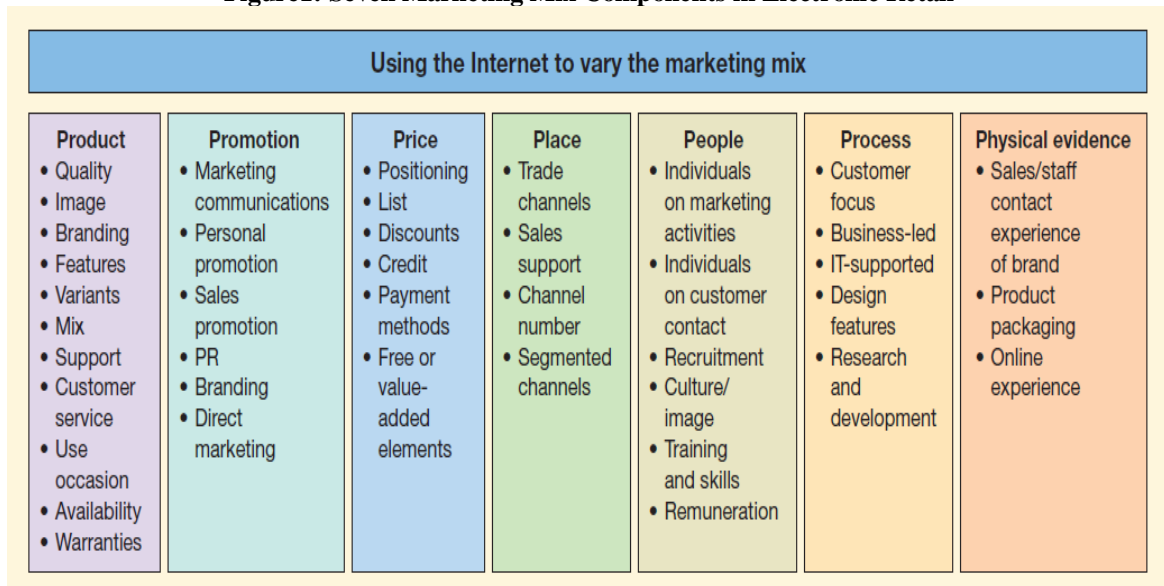 Using the Internet to vary the marketing mix
Product
• Quality
• Image
• Branding
• Features
• Variants
• Mix
• Support
• Customer
service
• Use
occasion
• Availability
• Warranties
Promotion
• Marketing
communications
• Personal
promotion
• Sales
promotion
• PR
• Branding
• Direct
marketing
Price
• Positioning
• List
• Discounts
• Credit
• Payment
methods
• Free or
value-
added
elements
Place
• Trade
channels
• Sales
support
• Channel
number
• Segmented
channels
People
• Individuals
on marketing
activities
• Individuals
on customer
contact
• Recruitment
• Culture/
image
• Training
and skills
• Remuneration
Process
• Customer
focus
• Business-led
• IT-supported
• Design
features
• Research
and
development
Physical evidence
• Sales/staff
contact
experience
of brand
• Product
packaging
• Online
experience